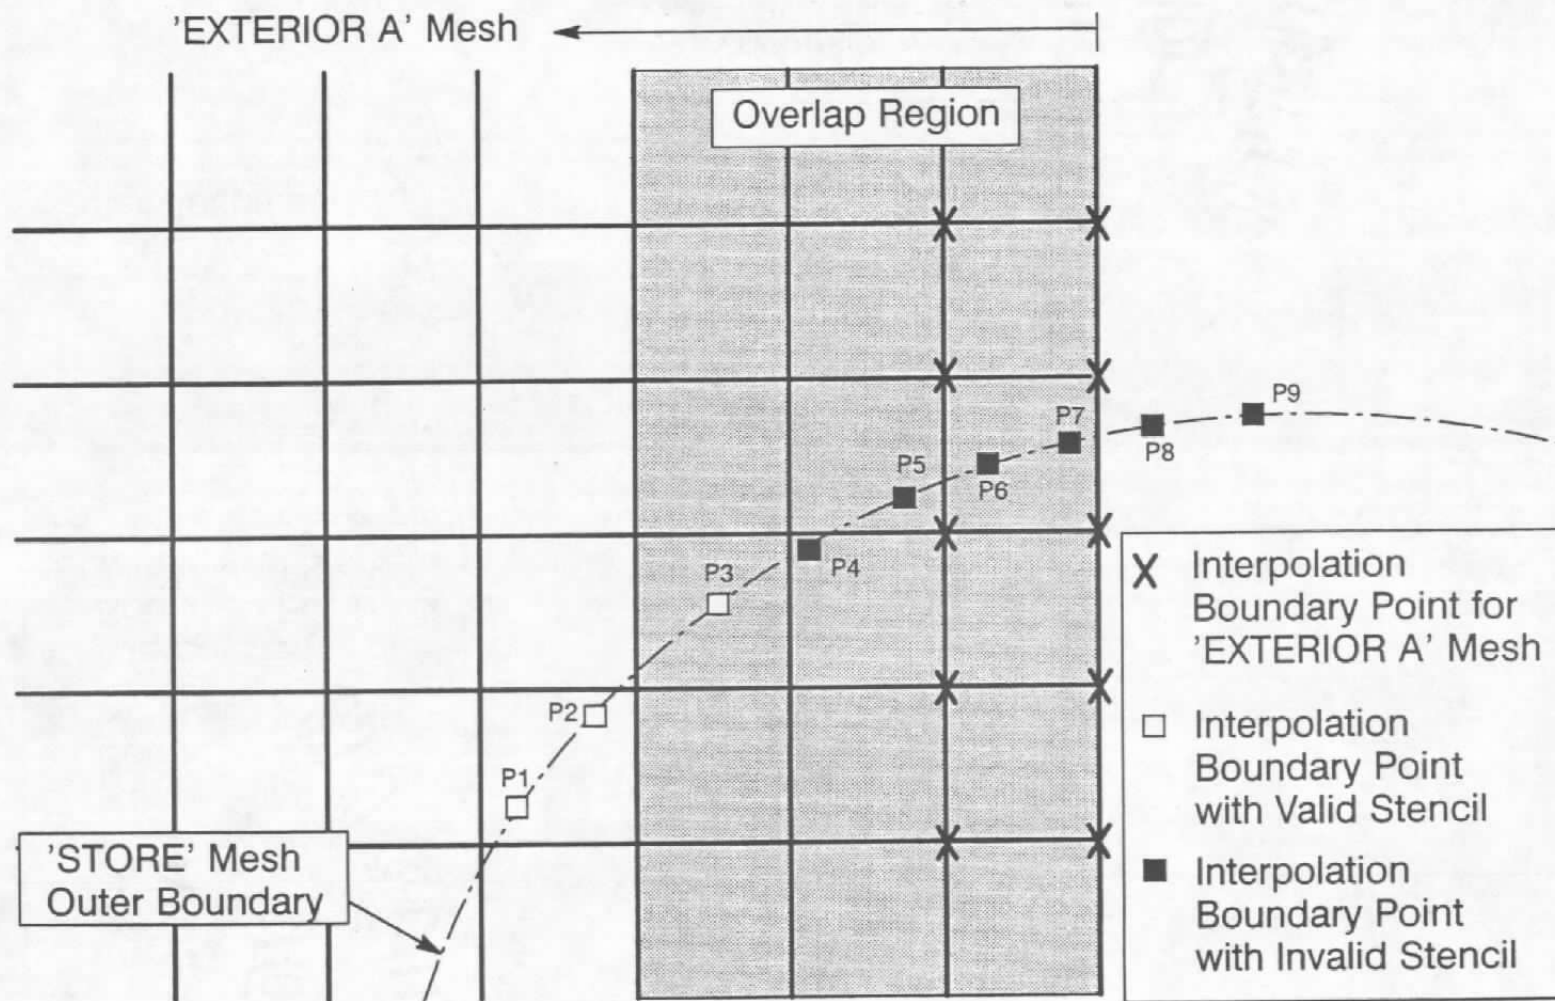 'EXTERIOR A' Mesh
Overlap Region
P9
P7
P8
P5
P6
P3
P4
P2
P1
'STORE' Mesh
Outer Boundary
X Interpolation
Boundary Point for
'EXTERIOR A' Mesh
Interpolation
Boundary Point
with Valid Stencil
Interpolation
Boundary Point
with Invalid Stencil